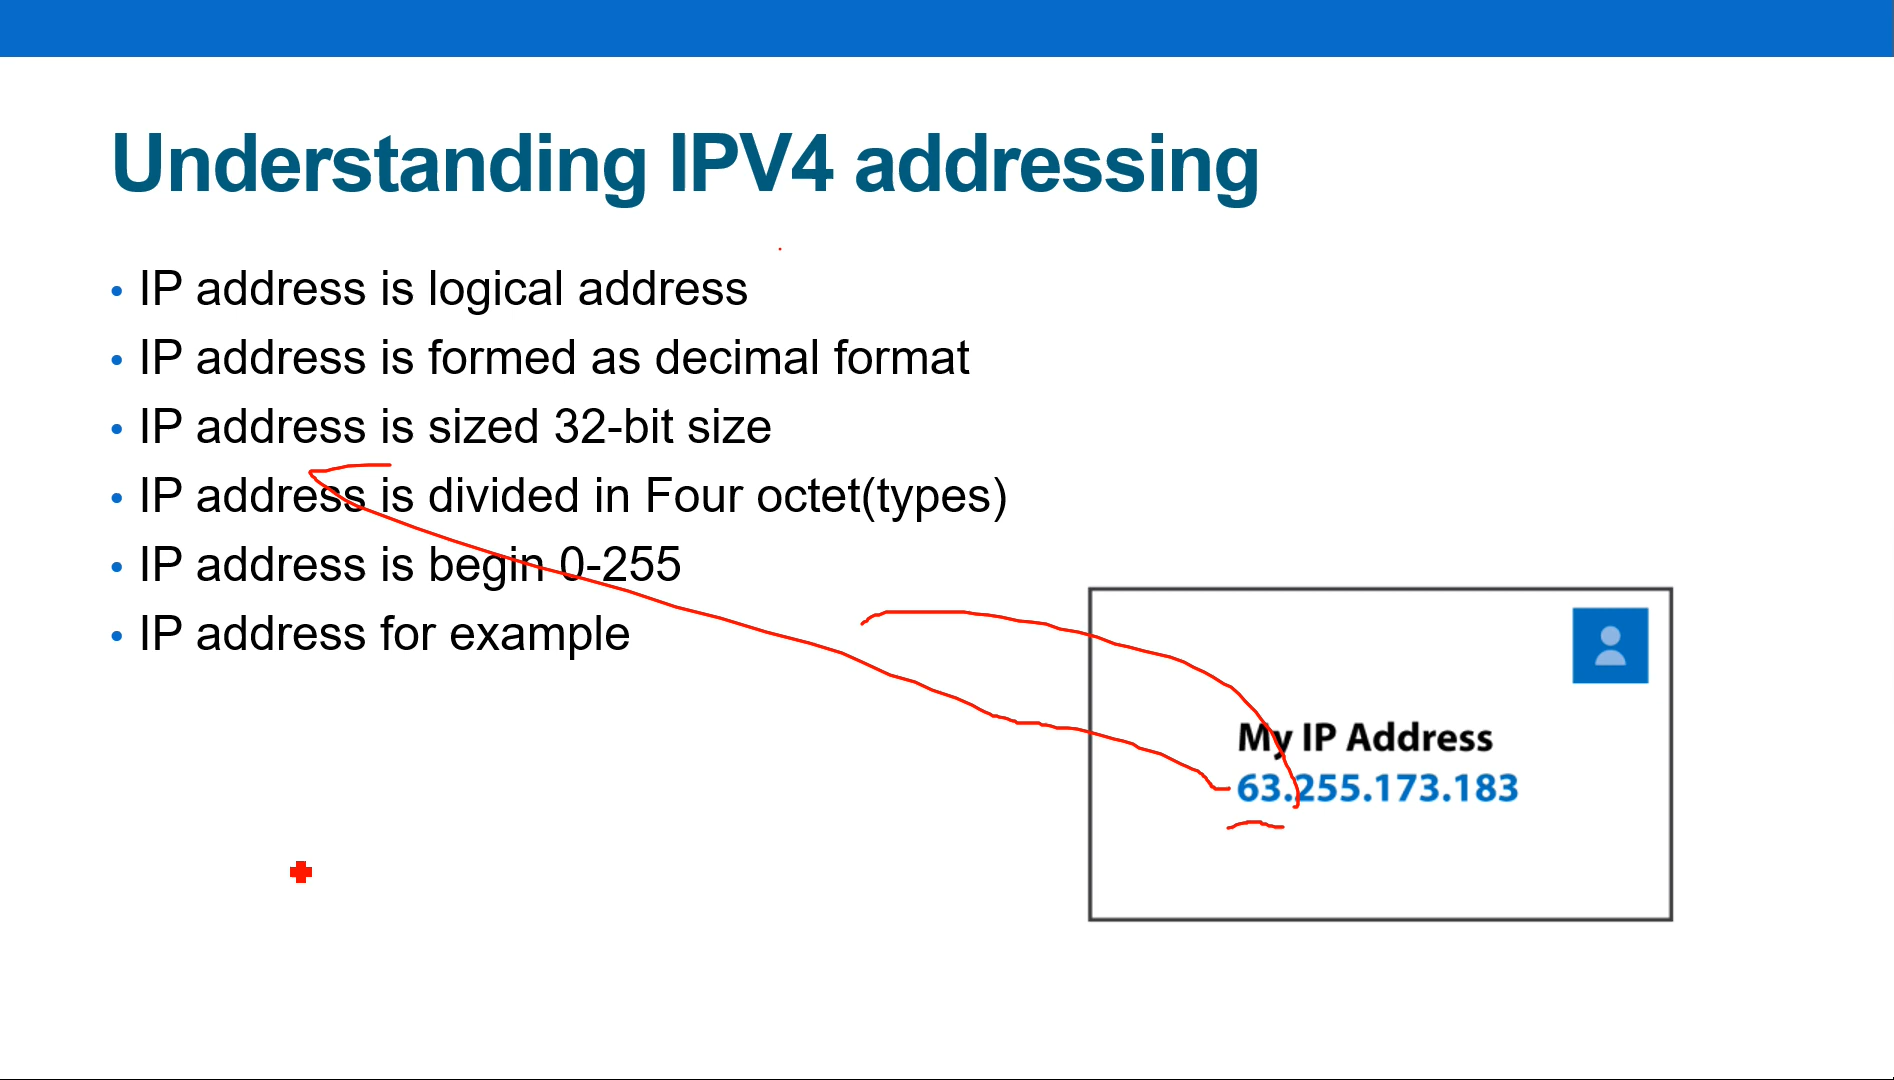 Understanding IPV4 addressing
• IP address is logical address
• IP address is formed as decimal format
• IP address is sized 32-bit size
• IP address is divided in Four octet(types)
• IP address is begin 0-255
• IP address for example
My IP Address
63.255.173.183